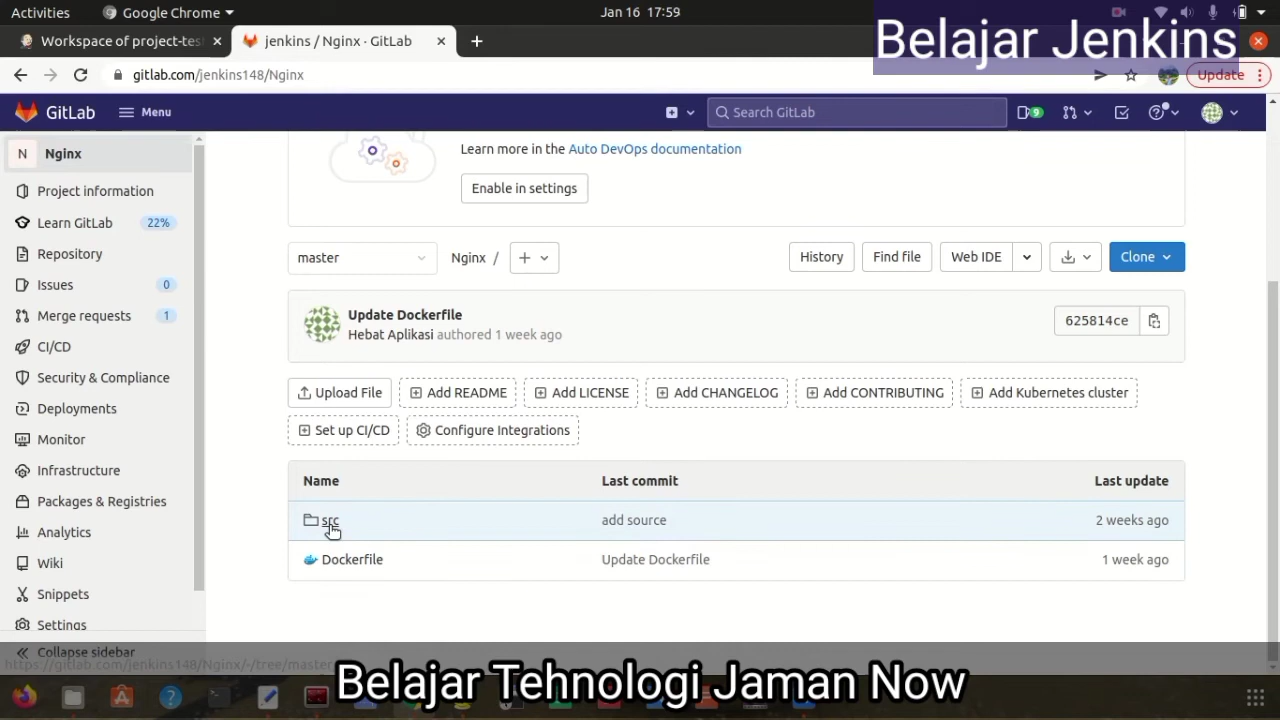 Activities
Google Chrome
Jan 16 17:59
Belajar Jenkins
Workspace of project-tes
jenkins / Nginx · GitLab
gitlab.com/jenkins148/Nginx
Update
GitLab
Menu
Search GitLab
9
N
Nginx
Project information
Learn GitLab 22%
Repository
Issues 0
Merge requests 1
CI/CD
Security & Compliance
Deployments
Monitor
Infrastructure
Packages & Registries
Analytics
Wiki
Snippets
Settings
Collapse sidebar
Learn more in the Auto DevOps documentation
Enable in settings
master
Nginx /
History
Find file
Web IDE
Clone
Update Dockerfile
Hebat Aplikasi authored 1 week ago
625814ce
Upload File
Add README
Add LICENSE
Add CHANGELOG
Add CONTRIBUTING
Add Kubernetes cluster
Set up CI/CD
Configure Integrations
Name Last commit Last update
src add source 2 weeks ago
Dockerfile Update Dockerfile 1 week ago
https://gitlab.com/jenkins148/Nginx/-/tree/master
Belajar Tehnologi Jaman Now